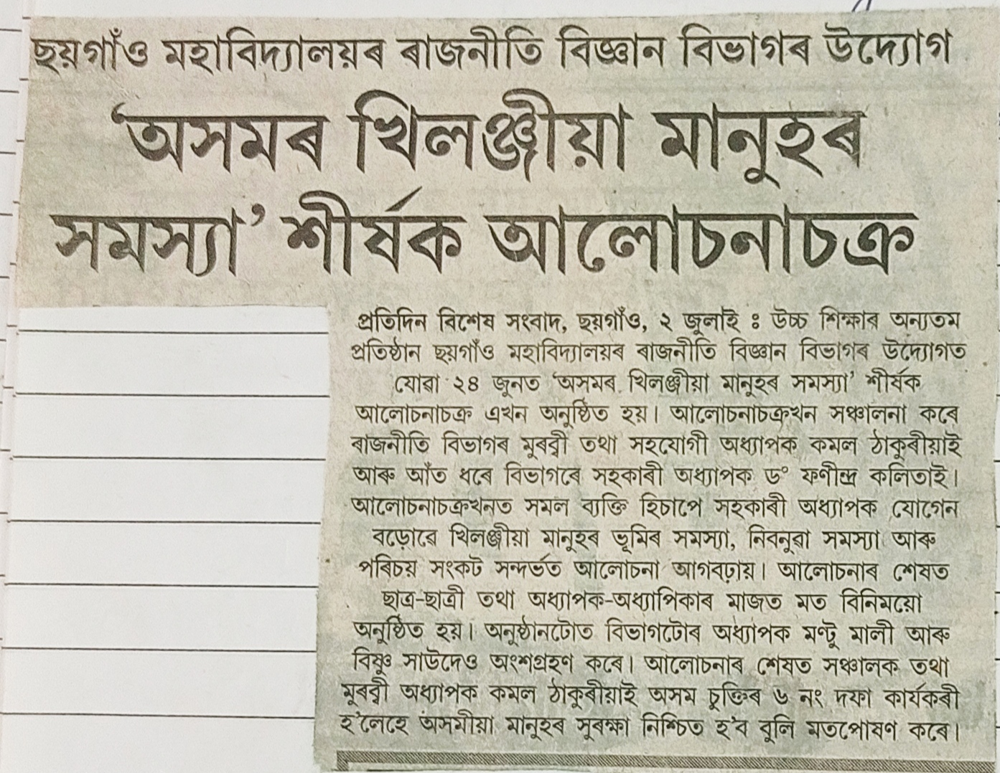 ছয়গাঁও মহাবিদ্যালয়ৰ ৰাজনীতি বিজ্ঞান বিভাগৰ উদ্যোগ
‘অসমৰ খিলঞ্জীয়া মানুহৰ
সমস্যা’ শীৰ্ষক আলোচনাচক্ৰ
প্ৰতিদিন বিশেষ সংবাদ, ছয়গাঁও, ২ জুলাই ঃ উচ্চ শিক্ষাৰ অন্যতম
প্ৰতিষ্ঠান ছয়গাঁও মহাবিদ্যালয়ৰ ৰাজনীতি বিজ্ঞান বিভাগৰ উদ্যোগত
যোৱা ২৪ জুনত ‘অসমৰ খিলঞ্জীয়া মানুহৰ সমস্যা’ শীৰ্ষক
আলোচনাচক্ৰ এখন অনুষ্ঠিত হয়। আলোচনাচক্ৰখন সঞ্চালনা কৰে
ৰাজনীতি বিভাগৰ মুৰব্বী তথা সহযোগী অধ্যাপক কমল ঠাকুৰীয়াই
আৰু আঁত ধৰে বিভাগৰে সহকাৰী অধ্যাপক ড° ফণীন্দ্ৰ কলিতাই।
আলোচনাচক্ৰখনত সমল ব্যক্তি হিচাপে সহকাৰী অধ্যাপক যোগেন
বড়োৱে খিলঞ্জীয়া মানুহৰ ভূমিৰ সমস্যা, নিবনুৱা সমস্যা আৰু
পৰিচয় সংকট সন্দৰ্ভত আলোচনা আগবঢ়ায়। আলোচনাৰ শেষত
ছাত্ৰ-ছাত্ৰী তথা অধ্যাপক-অধ্যাপিকাৰ মাজত মত বিনিময়ো
অনুষ্ঠিত হয়। অনুষ্ঠানটোত বিভাগটোৰ অধ্যাপক মণ্টু মালী আৰু
বিষ্ণু সাউদেও অংশগ্ৰহণ কৰে। আলোচনাৰ শেষত সঞ্চালক তথা
মুৰব্বী অধ্যাপক কমল ঠাকুৰীয়াই অসম চুক্তিৰ ৬ নং দফা কাৰ্যকৰী
হ’লেহে অসমীয়া মানুহৰ সুৰক্ষা নিশ্চিত হ’ব বুলি মতপোষণ কৰে।